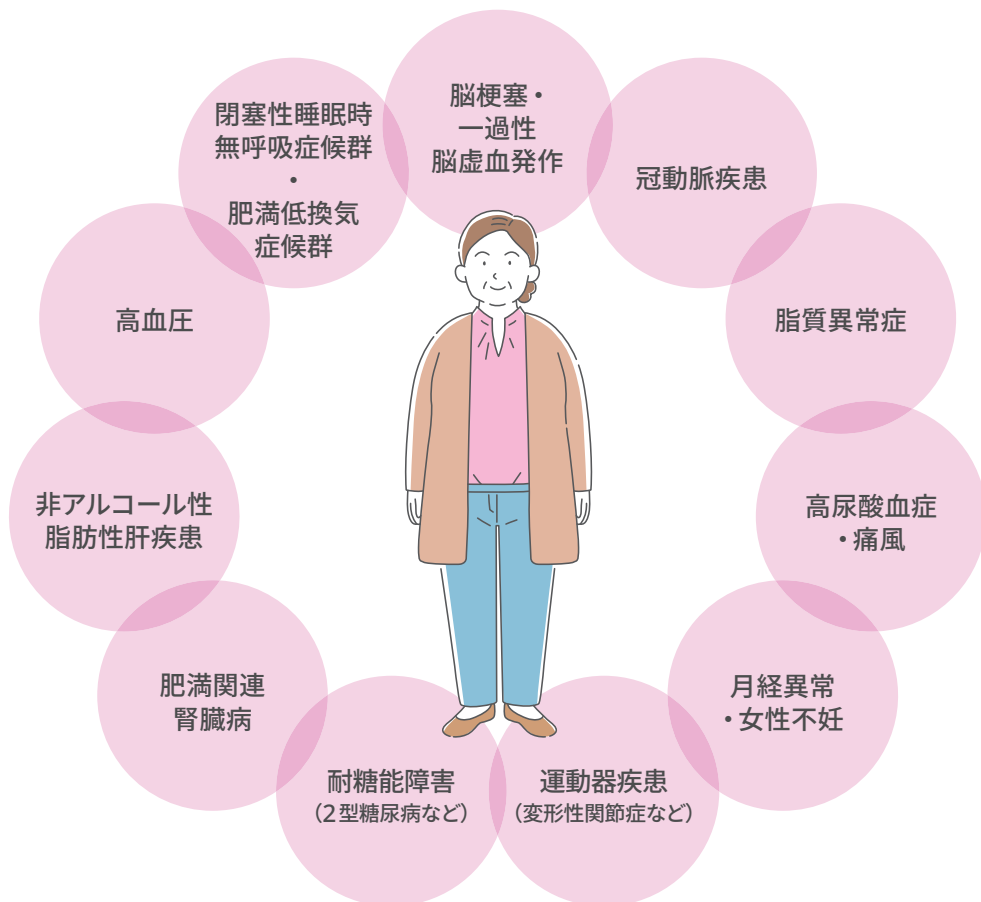 脳梗塞・
一過性
脳虚血発作
冠動脈疾患
脂質異常症
高尿酸血症
・痛風
月経異常
・女性不妊
運動器疾患
（変形性関節症など）
耐糖能障害
（2型糖尿病など）
肥満関連
腎臓病
非アルコール性
脂肪性肝疾患
高血圧
閉塞性睡眠時
無呼吸症候群
・
肥満低換気
症候群